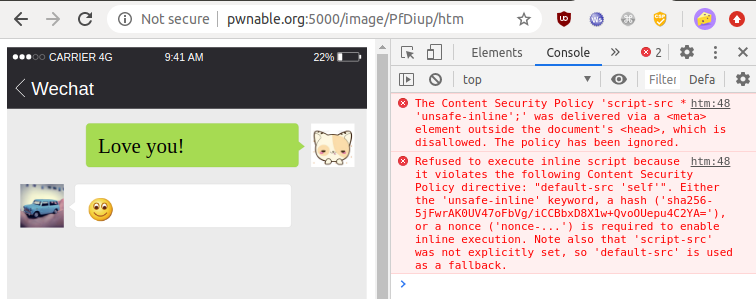 Not secure | pwnable.org:5000/image/PfDiup/htm
CARRIER 4G 9:41 AM 22%
Wechat
Love you!
Elements Console » 2
top Filter Defa
The Content Security Policy 'script-src * htm:48
'unsafe-inline';' was delivered via a <meta>
element outside the document's <head>, which is
disallowed. The policy has been ignored.
Refused to execute inline script because htm:48
it violates the following Content Security
Policy directive: "default-src 'self'". Either
the 'unsafe-inline' keyword, a hash ('sha256-
5jFwrAK0UV47oFbVg/iCCBbxD8X1w+QvoOUepu4C2YA='),
or a nonce ('nonce-...') is required to enable
inline execution. Note also that 'script-src'
was not explicitly set, so 'default-src' is used
as a fallback.